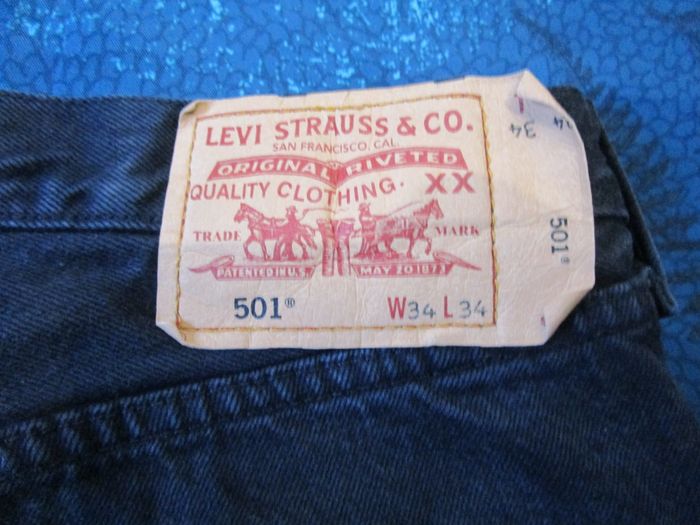 LEVI STRAUSS & CO.
SAN FRANCISCO, CAL.
ORIGINAL RIVETED
QUALITY CLOTHING. XX
TRADE MARK
PATENTED IN U.S. MAY 20 1873
501®
W34 L34
34
501®